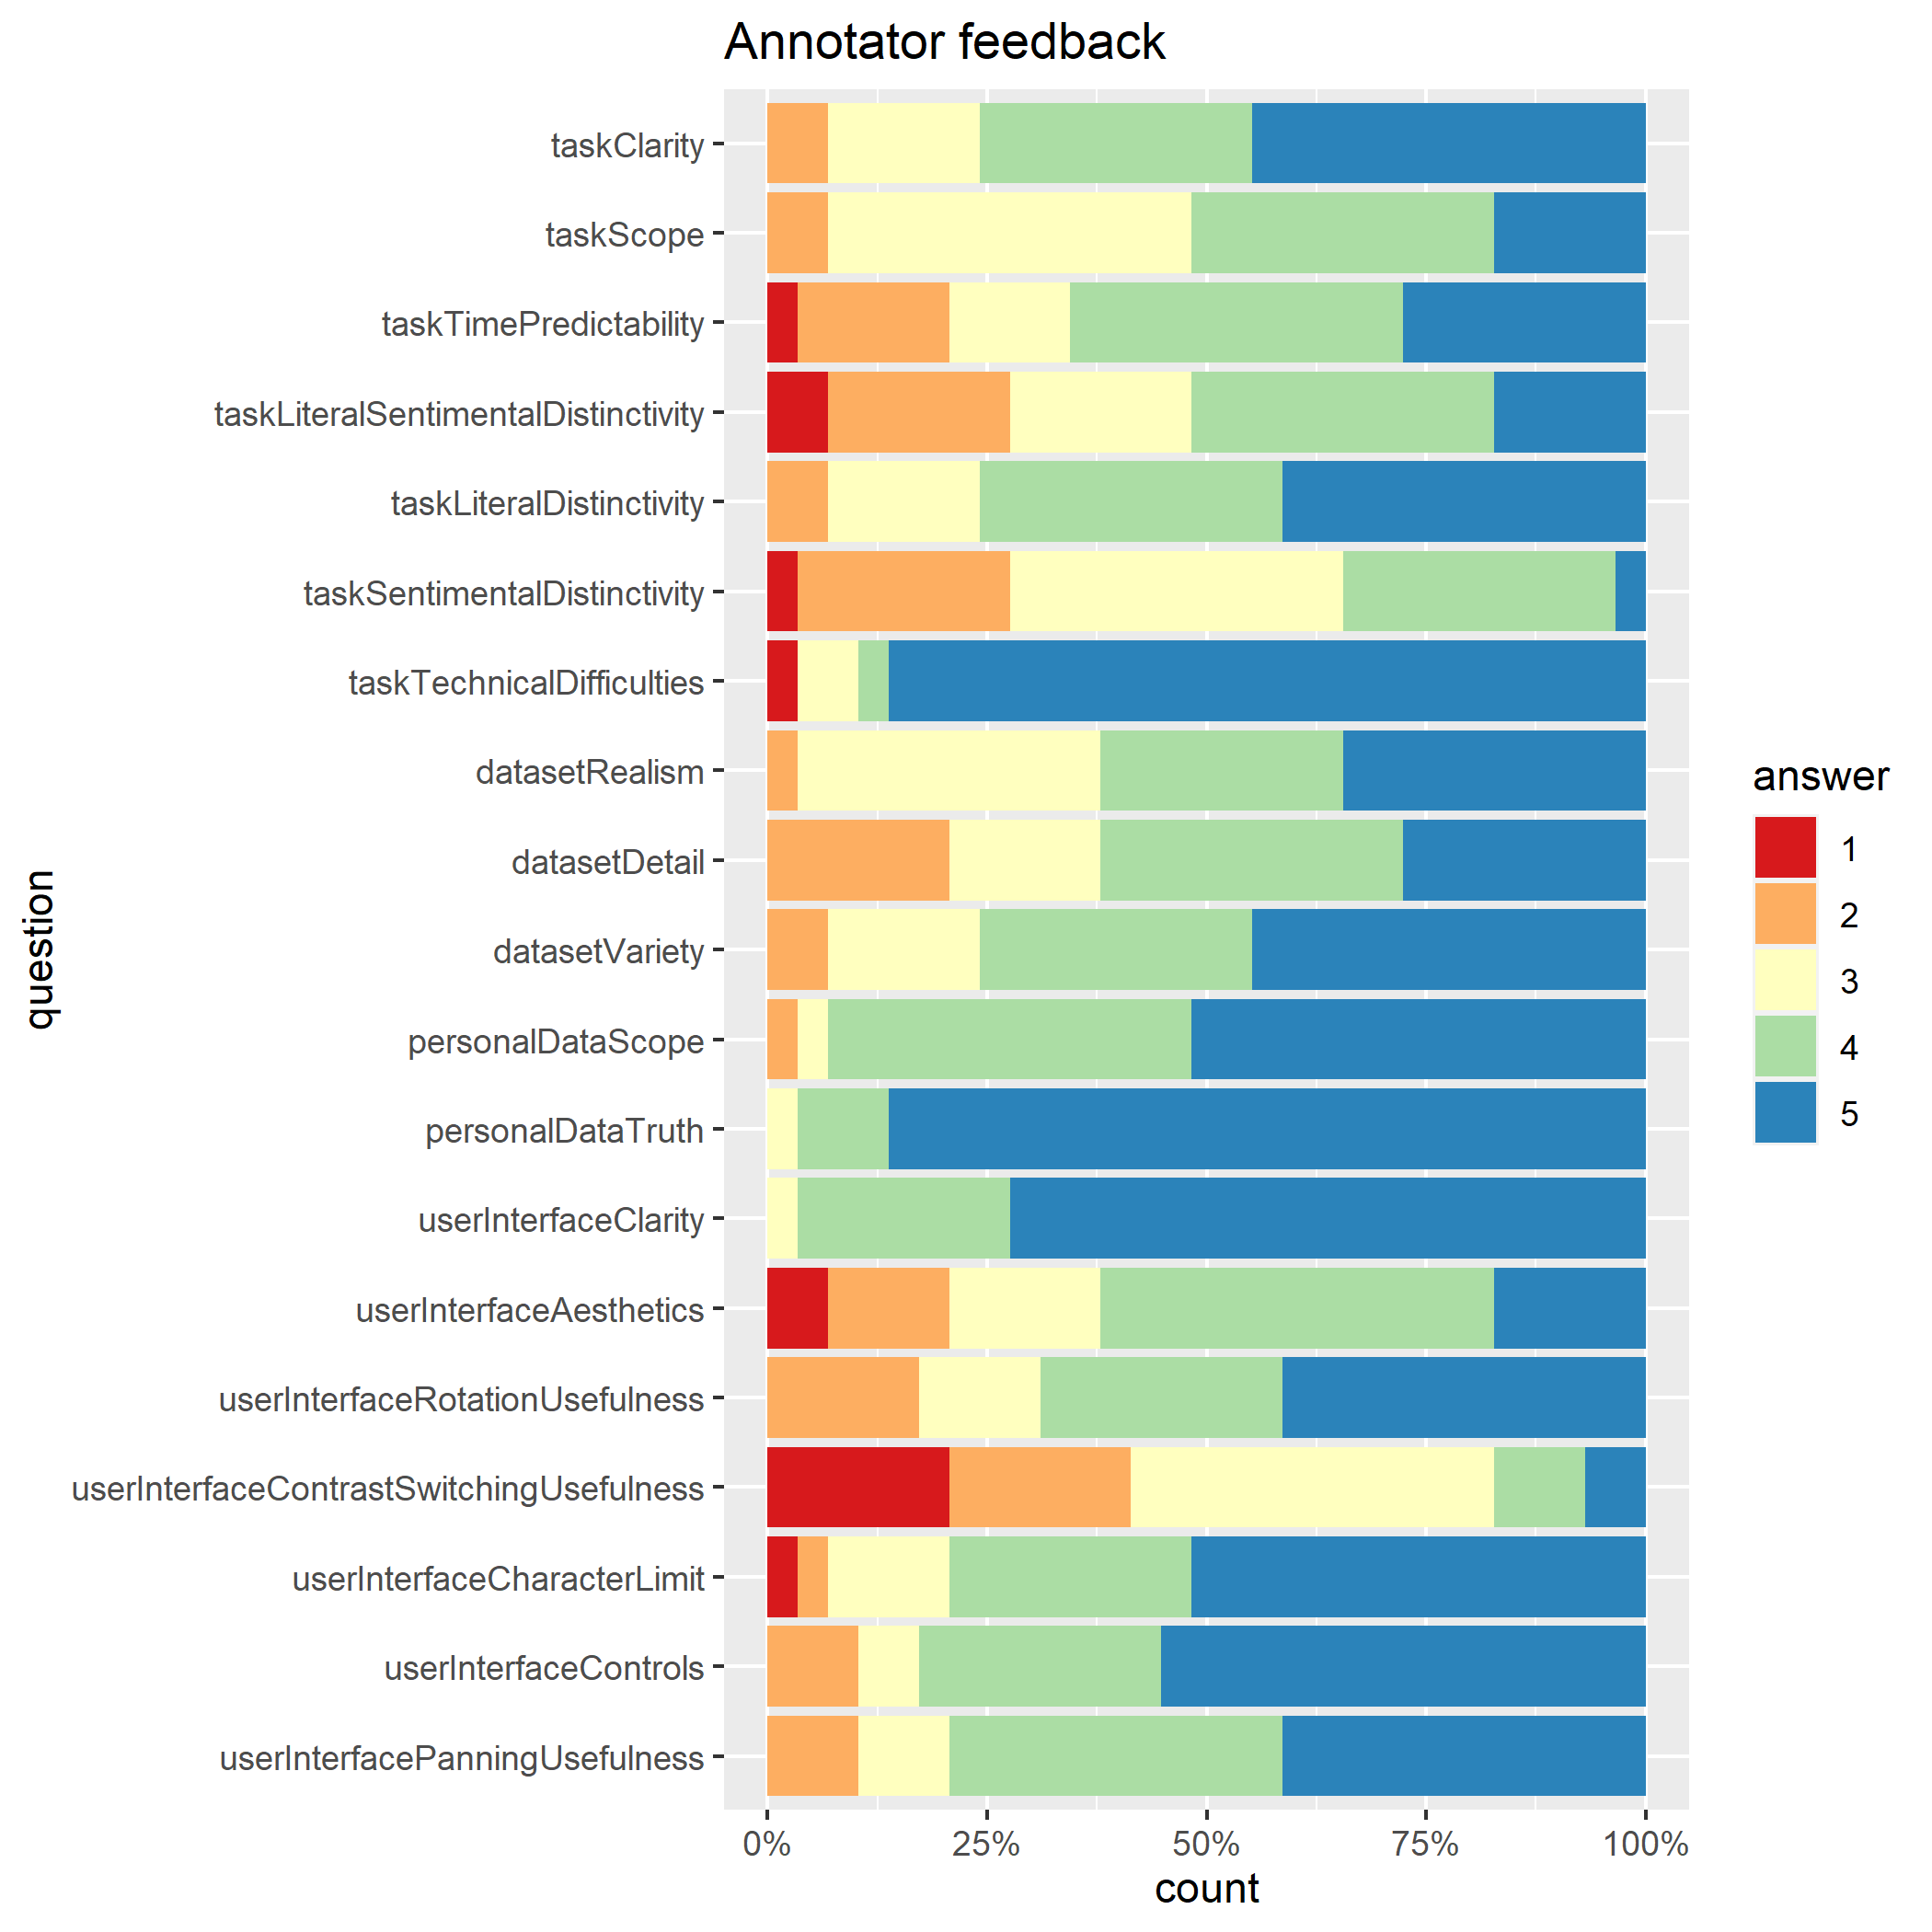 Annotator feedback
taskClarity
taskScope
taskTimePredictability
taskLiteralSentimentalDistinctivity
taskLiteralDistinctivity
taskSentimentalDistinctivity
taskTechnicalDifficulties
datasetRealism
datasetDetail
datasetVariety
personalDataScope
personalDataTruth
userInterfaceClarity
userInterfaceAesthetics
userInterfaceRotationUsefulness
userInterfaceContrastSwitchingUsefulness
userInterfaceCharacterLimit
userInterfaceControls
userInterfacePanningUsefulness
question
0% 25% 50% 75% 100%
count
answer
1
2
3
4
5